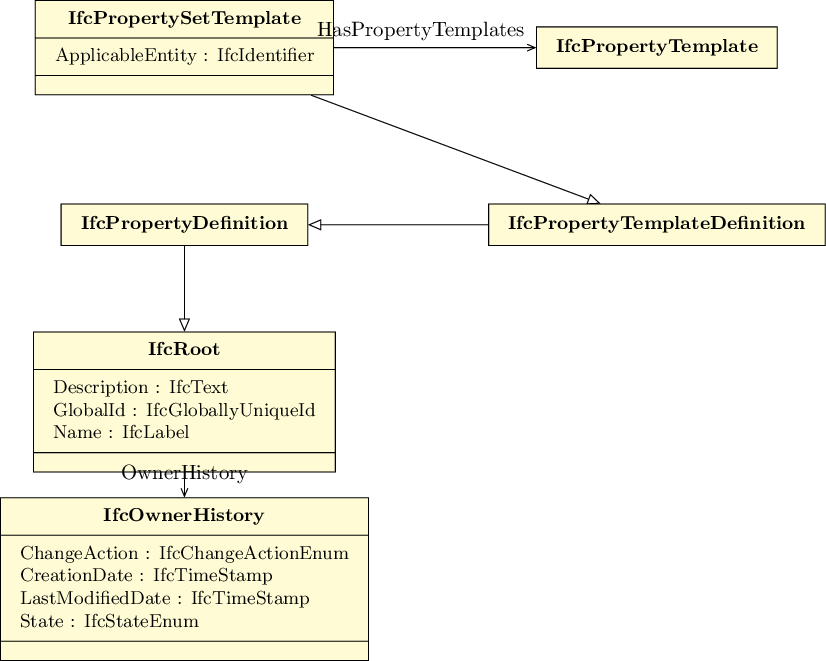 IfcPropertySetTemplate
ApplicableEntity : IfcIdentifier
HasPropertyTemplates
IfcPropertyTemplate
IfcPropertyDefinition
IfcPropertyTemplateDefinition
IfcRoot
Description : IfcText
GlobalId : IfcGloballyUniqueId
Name : IfcLabel
OwnerHistory
IfcOwnerHistory
ChangeAction : IfcChangeActionEnum
CreationDate : IfcTimeStamp
LastModifiedDate : IfcTimeStamp
State : IfcStateEnum